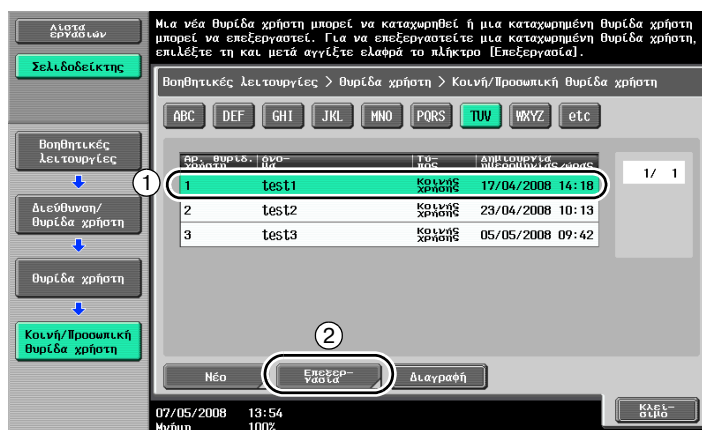 Λίστα
εργασιών
Σελιδοδείκτης
Μια νέα θυρίδα χρήστη μπορεί να καταχωρηθεί ή μια καταχωρημένη θυρίδα χρήστη
μπορεί να επεξεργαστεί. Για να επεξεργαστείτε μια καταχωρημένη θυρίδα χρήστη,
επιλέξτε τη και μετά αγγίξτε ελαφρά το πλήκτρο [Επεξεργασία].
Βοηθητικές λειτουργίες > Θυρίδα χρήστη > Κοινή/Προσωπική θυρίδα χρήστη
ABC DEF GHI JKL MNO PQRS TUV WXYZ etc
Βοηθητικές
λειτουργίες
Διεύθυνση/
θυρίδα χρήστη
Θυρίδα χρήστη
Κοινή/Προσωπική
θυρίδα χρήστη
Αρ. θυρίδ. χρήστη Όνο-μα Τύ-πος Δημιουργία ημερομηνίας/ώρας
1 test1 Κοινής χρήσης 17/04/2008 14:18
2 test2 Κοινής χρήσης 23/04/2008 10:13
3 test3 Κοινής χρήσης 05/05/2008 09:42
1/ 1
1
2
Νέο
Επεξερ-
γασία
Διαγραφή
Κλεί-
σιμο
07/05/2008 13:54
Μνήμη 100%